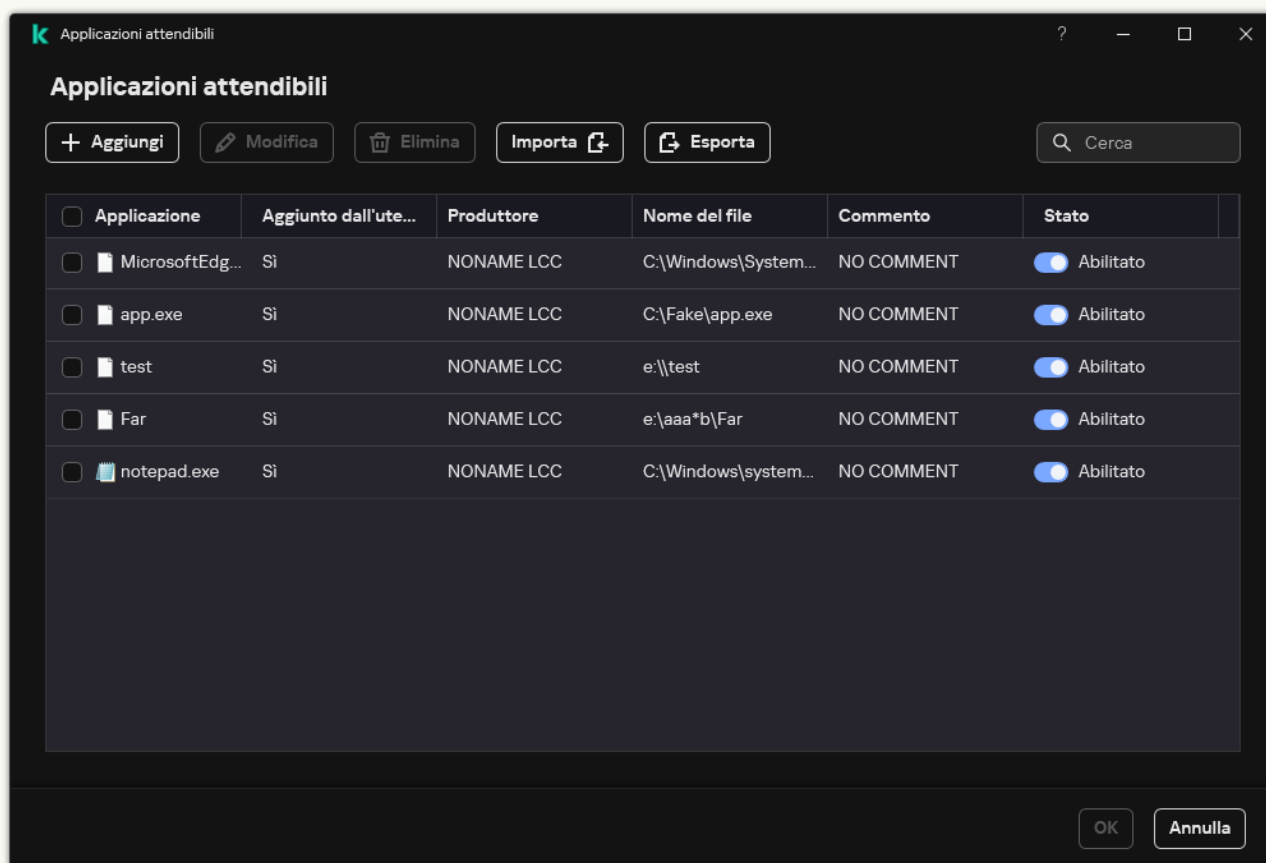 Applicazioni attendibili
Applicazioni attendibili
Aggiungi Modifica Elimina Importa Esporta Cerca
Applicazione Aggiunto dall'ute... Produttore Nome del file Commento Stato
MicrosoftEdg... Sì NONAME LCC C:\Windows\System... NO COMMENT Abilitato
app.exe Sì NONAME LCC C:\Fake\app.exe NO COMMENT Abilitato
test Sì NONAME LCC e:\\test NO COMMENT Abilitato
Far Sì NONAME LCC e:\aaa*b\Far NO COMMENT Abilitato
notepad.exe Sì NONAME LCC C:\Windows\system... NO COMMENT Abilitato
OK Annulla